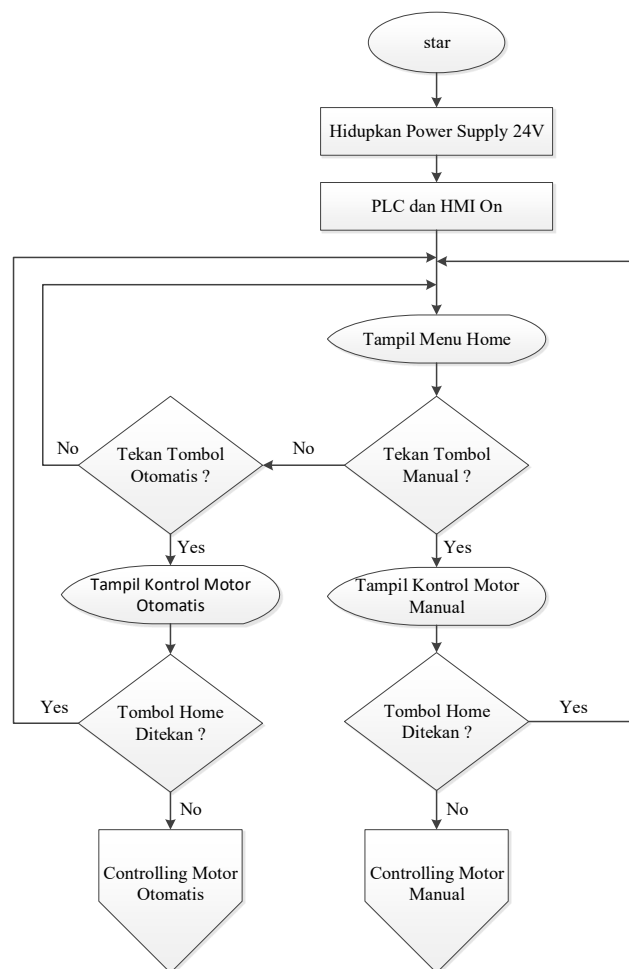 star
Hidupkan Power Supply 24V
PLC dan HMI On
Tampil Menu Home
Tekan Tombol
Manual ?
No
Tekan Tombol
Otomatis ?
No
Yes
Yes
Tampil Kontrol Motor
Otomatis
Tampil Kontrol Motor
Manual
Yes
Tombol Home
Ditekan ?
Tombol Home
Ditekan ?
Yes
No
No
Controlling Motor
Otomatis
Controlling Motor
Manual